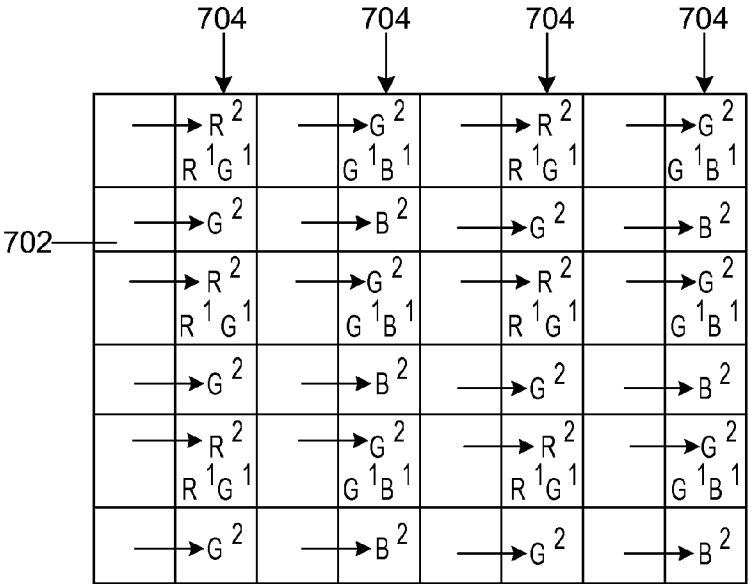 704 704 704 704
R² G² R² G²
R¹G¹ G¹B¹ R¹G¹ G¹B¹
702 G² B² G² B²
R² G² R² G²
R¹G¹ G¹B¹ R¹G¹ G¹B¹
G² B² G² B²
R² G² R² G²
R¹G¹ G¹B¹ R¹G¹ G¹B¹
G² B² G² B²